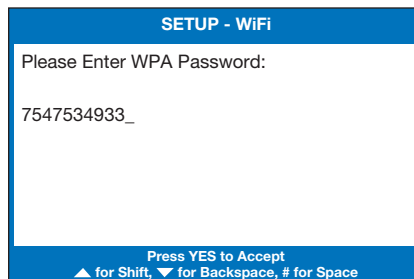 SETUP - WiFi
Please Enter WPA Password:
7547534933_
Press YES to Accept
▲ for Shift, ▼ for Backspace, # for Space